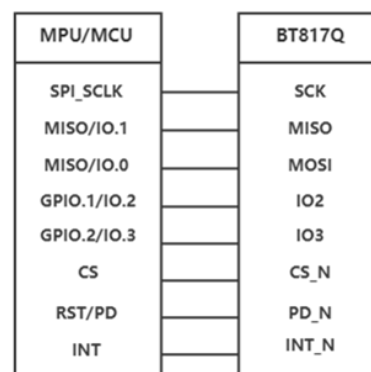 MPU/MCU BT817Q
SPI_SCLK SCK
MISO/IO.1 MISO
MISO/IO.0 MOSI
GPIO.1/IO.2 IO2
GPIO.2/IO.3 IO3
CS CS_N
RST/PD PD_N
INT INT_N